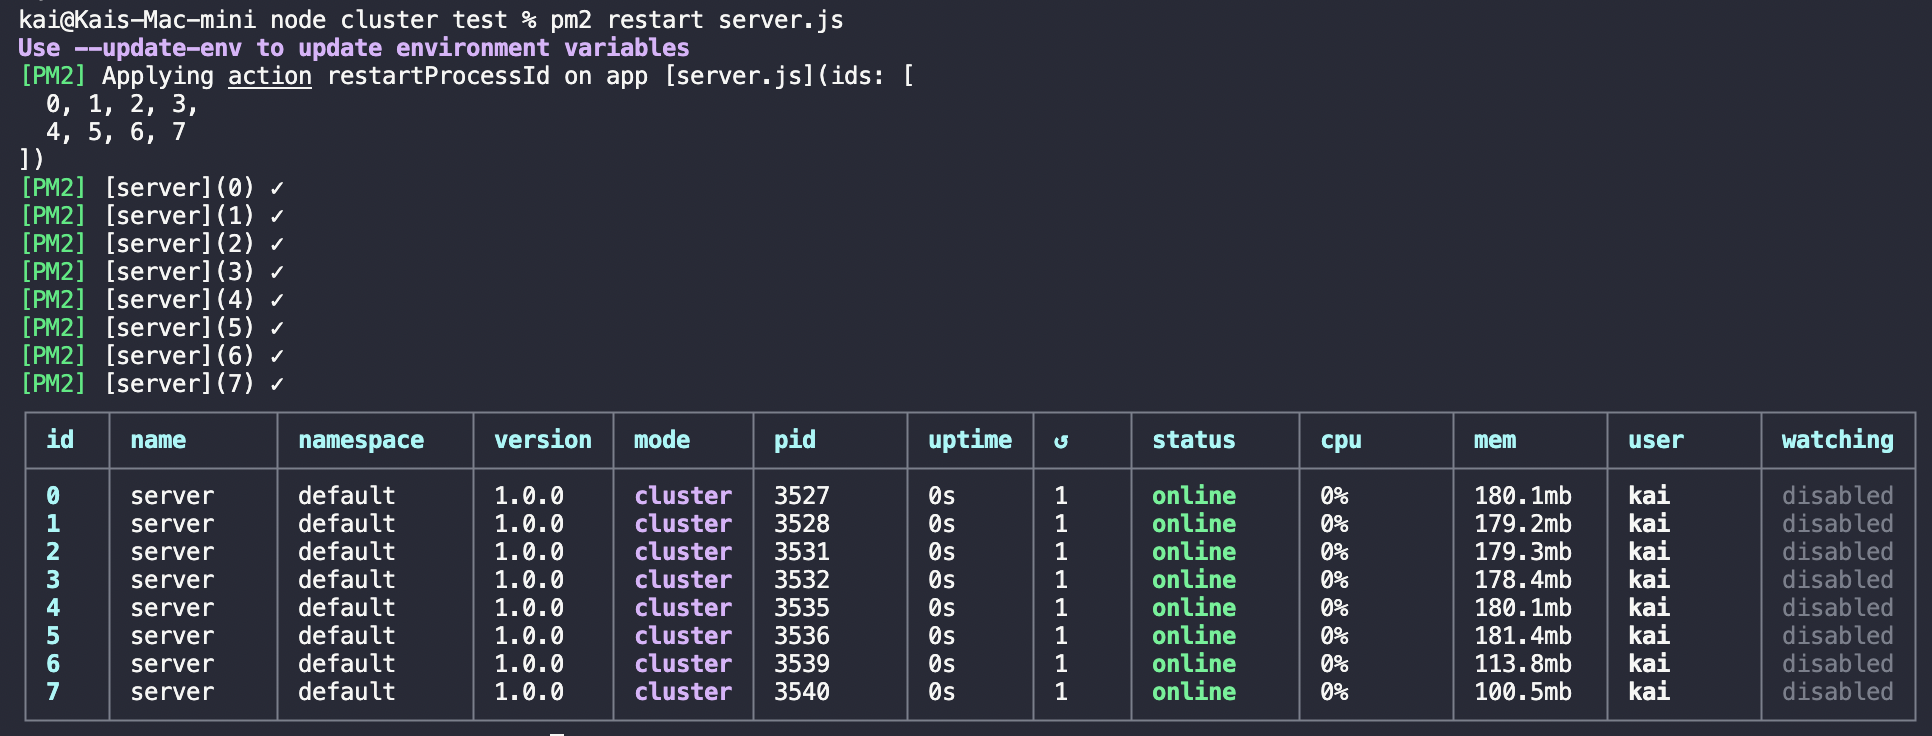 kai@Kais-Mac-mini node cluster test % pm2 restart server.js
Use --update-env to update environment variables
[PM2] Applying action restartProcessId on app [server.js](ids: [
  0, 1, 2, 3,
  4, 5, 6, 7
])
[PM2] [server](0) ✓
[PM2] [server](1) ✓
[PM2] [server](2) ✓
[PM2] [server](3) ✓
[PM2] [server](4) ✓
[PM2] [server](5) ✓
[PM2] [server](6) ✓
[PM2] [server](7) ✓
id name namespace version mode pid uptime ↺ status cpu mem user watching
0 server default 1.0.0 cluster 3527 0s 1 online 0% 180.1mb kai disabled
1 server default 1.0.0 cluster 3528 0s 1 online 0% 179.2mb kai disabled
2 server default 1.0.0 cluster 3531 0s 1 online 0% 179.3mb kai disabled
3 server default 1.0.0 cluster 3532 0s 1 online 0% 178.4mb kai disabled
4 server default 1.0.0 cluster 3535 0s 1 online 0% 180.1mb kai disabled
5 server default 1.0.0 cluster 3536 0s 1 online 0% 181.4mb kai disabled
6 server default 1.0.0 cluster 3539 0s 1 online 0% 113.8mb kai disabled
7 server default 1.0.0 cluster 3540 0s 1 online 0% 100.5mb kai disabled